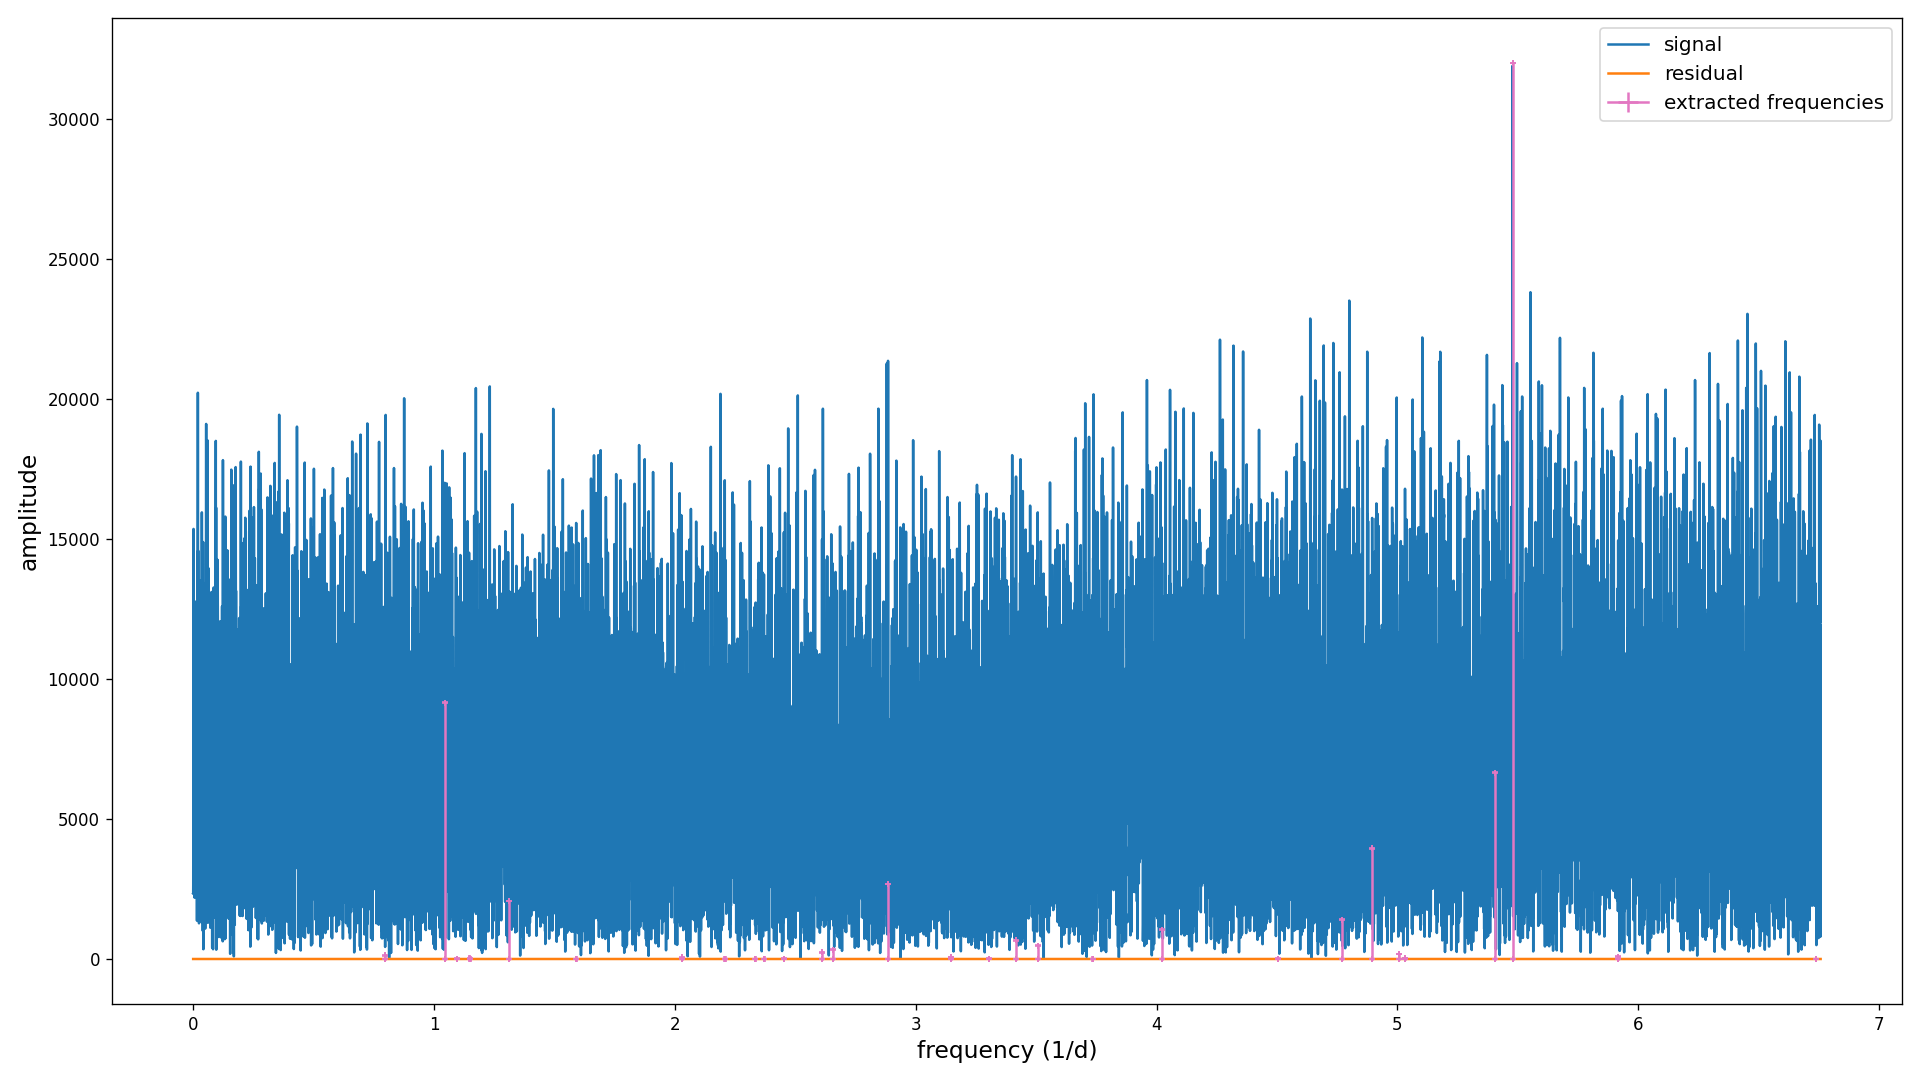 signal
residual
extracted frequencies
30000
25000
20000
15000
10000
5000
0
amplitude
0 1 2 3 4 5 6 7
frequency (1/d)